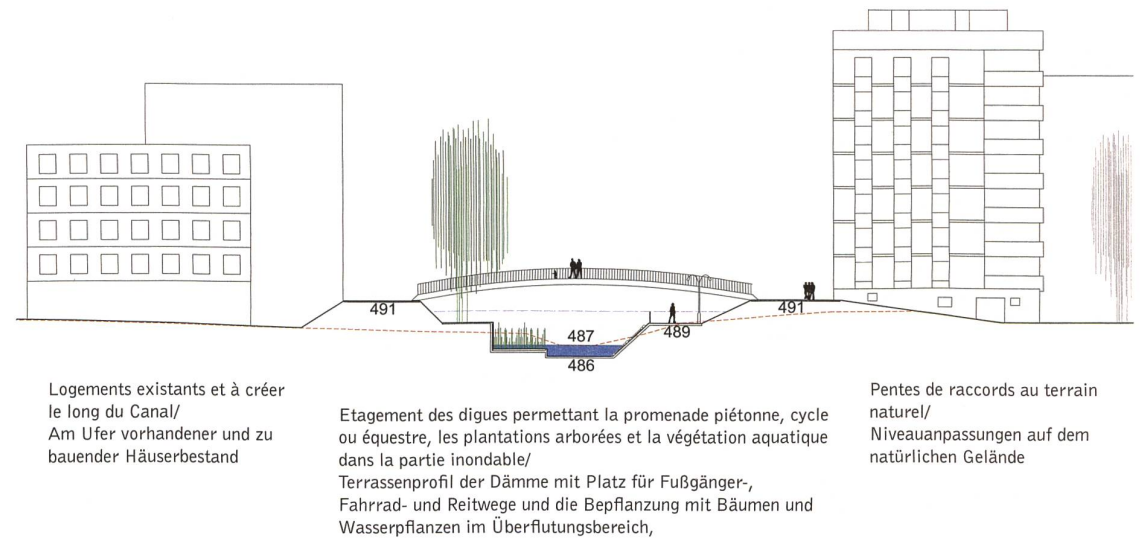 491
491
487
489
486
Logements existants et à créer
le long du Canal/
Am Ufer vorhandener und zu
bauender Häuserbestand
Etagement des digues permettant la promenade piétonne, cycle
ou équestre, les plantations arborées et la végétation aquatique
dans la partie inondable/
Terrassenprofil der Dämme mit Platz für Fußgänger-,
Fahrrad- und Reitwege und die Bepflanzung mit Bäumen und
Wasserpflanzen im Überflutungsbereich,
Pentes de raccords au terrain
naturel/
Niveauanpassungen auf dem
natürlichen Gelände